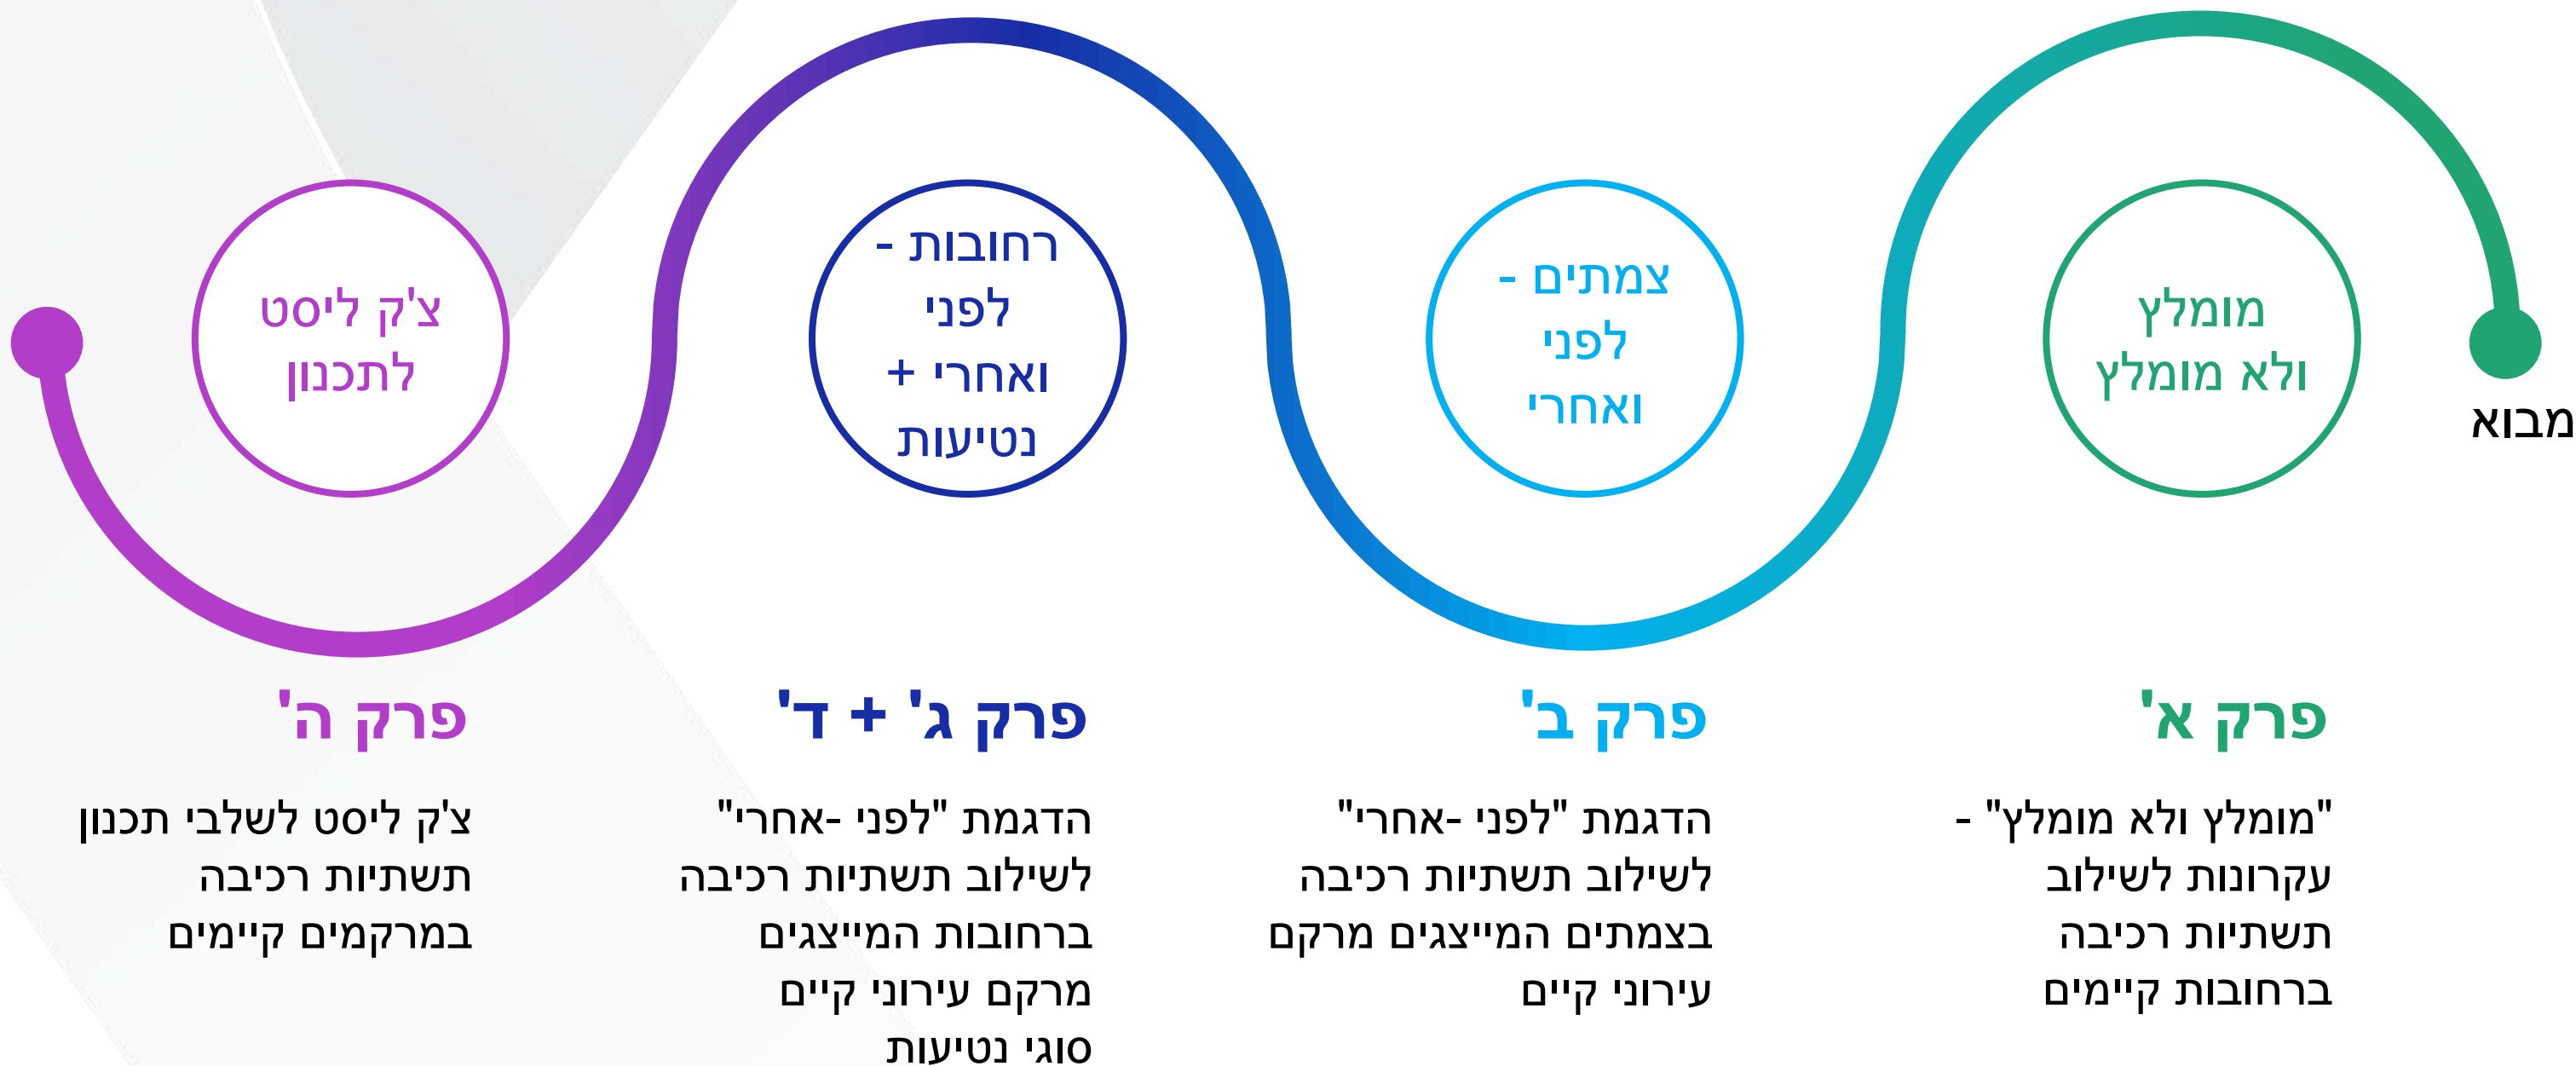 מבוא
מומלץ
ולא מומלץ
פרק א'
"מומלץ ולא מומלץ" -
עקרונות לשילוב
תשתיות רכיבה
ברחובות קיימים
צמתים -
לפני
ואחרי
פרק ב'
הדגמת "לפני -אחרי"
לשילוב תשתיות רכיבה
בצמתים המייצגים מרקם
עירוני קיים
רחובות -
לפני
ואחרי +
נטיעות
פרק ג' + ד'
הדגמת "לפני -אחרי"
לשילוב תשתיות רכיבה
ברחובות המייצגים
מרקם עירוני קיים
סוגי נטיעות
צ'ק ליסט
לתכנון
פרק ה'
צ'ק ליסט לשלבי תכנון
תשתיות רכיבה
במרקמים קיימים